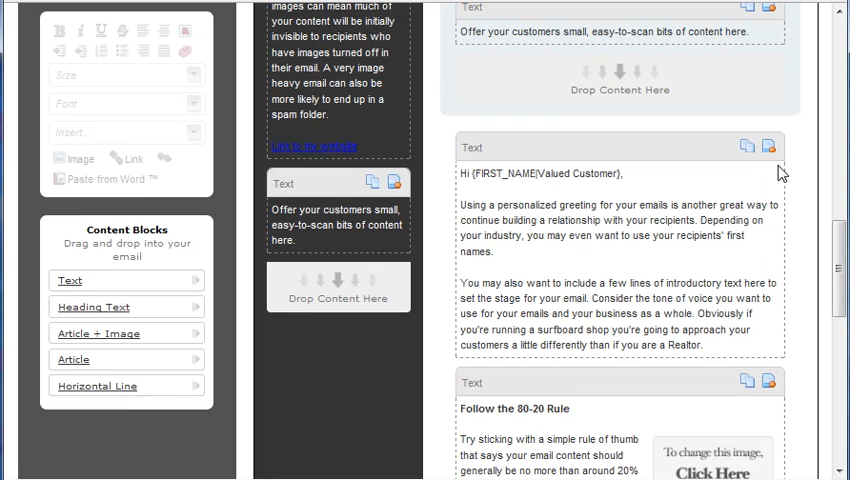 Size
Font
Insert...
Image
Link
Paste from Word ™
Content Blocks
Drag and drop into your
email
Text
Heading Text
Article + Image
Article
Horizontal Line
images can mean much of
your content will be initially
invisible to recipients who
have images turned off in
their email. A very image
heavy email can also be
more likely to end up in a
spam folder.
Link to my website
Text
Offer your customers small,
easy-to-scan bits of content
here.
Drop Content Here
Text
Offer your customers small, easy-to-scan bits of content here.
Drop Content Here
Text
Hi {FIRST_NAME|Valued Customer},
Using a personalized greeting for your emails is another great way to
continue building a relationship with your recipients. Depending on
your industry, you may even want to use your recipients' first
names.
You may also want to include a few lines of introductory text here to
set the stage for your email. Consider the tone of voice you want to
use for your emails and your business as a whole. Obviously if
you're running a surfboard shop you're going to approach your
customers a little differently than if you are a Realtor.
Text
Follow the 80-20 Rule
Try sticking with a simple rule of thumb
that says your email content should
generally be no more than around 20%
To change this image,
Click Here